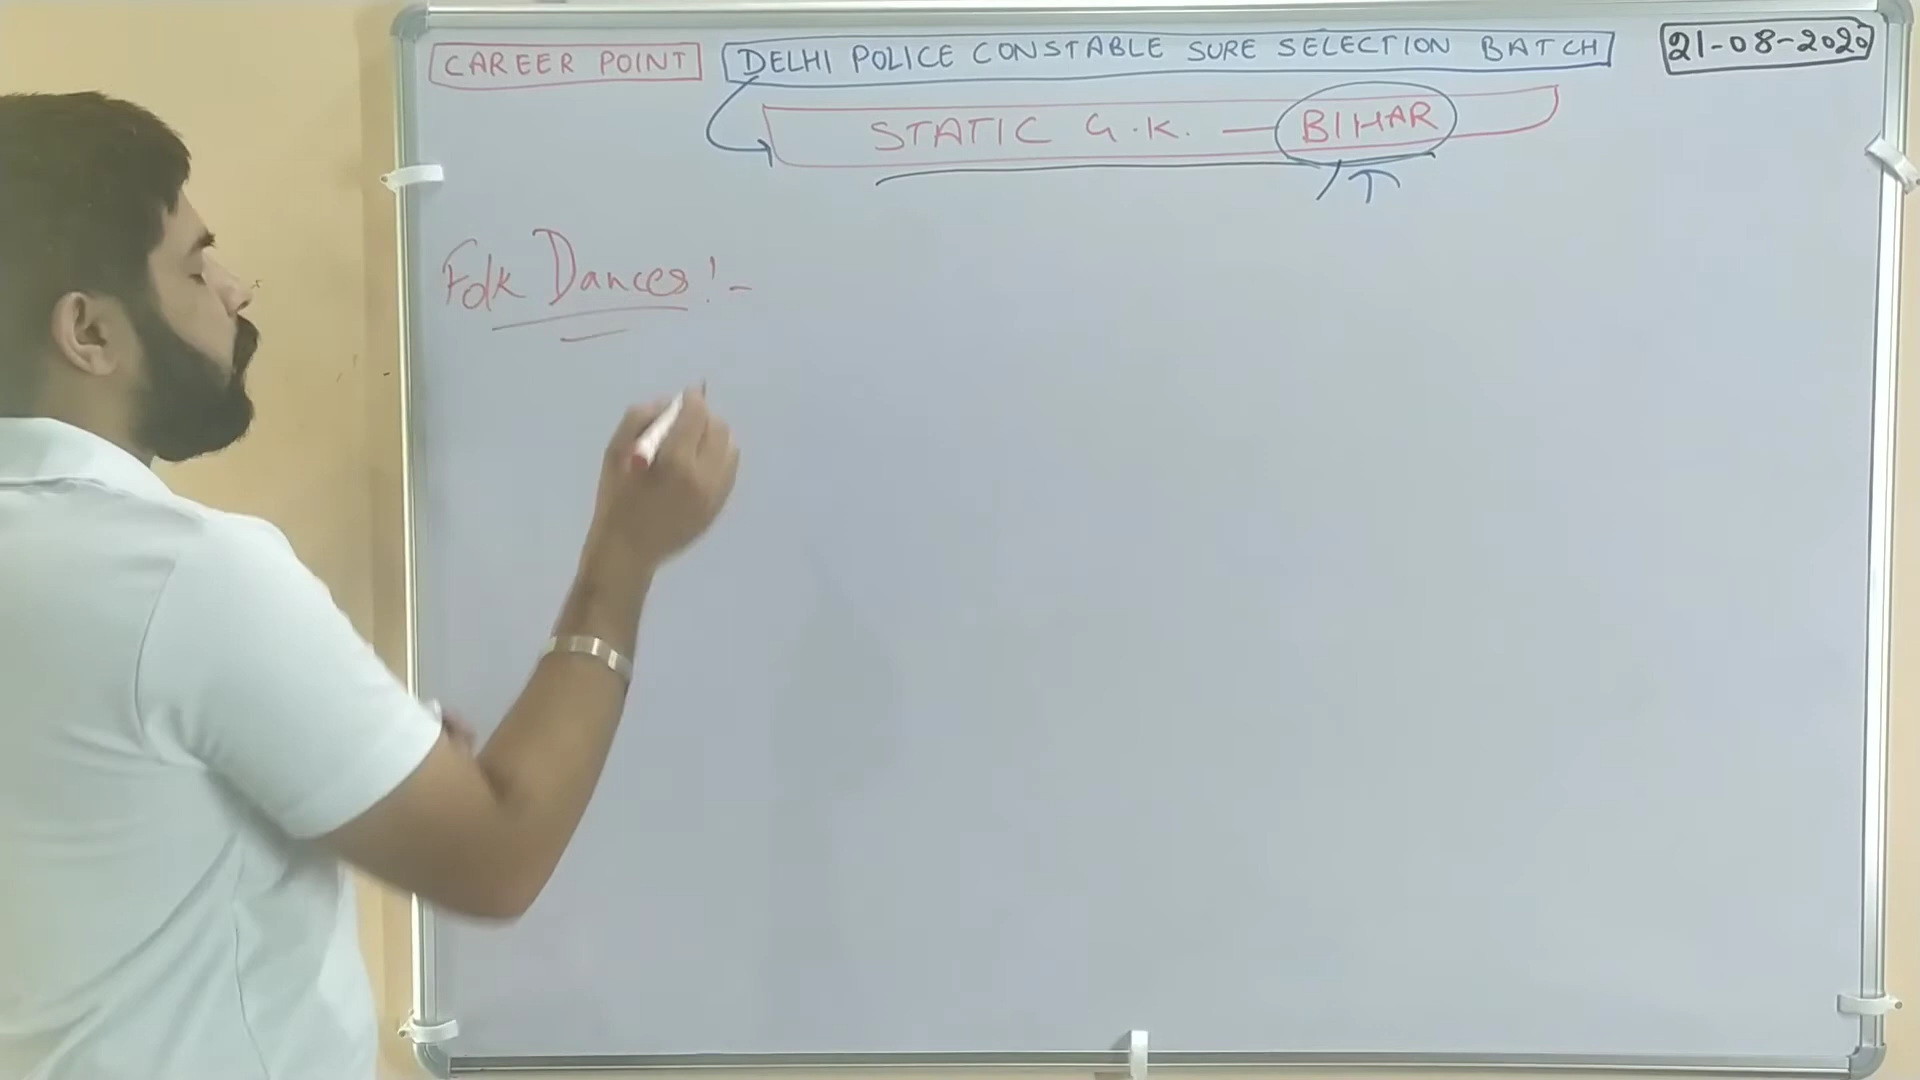 CAREER POINT DELHI POLICE CONSTABLE SURE SELECTION BATCH 21-08-2020
STATIC G.K. — BIHAR
Folk Dances :-